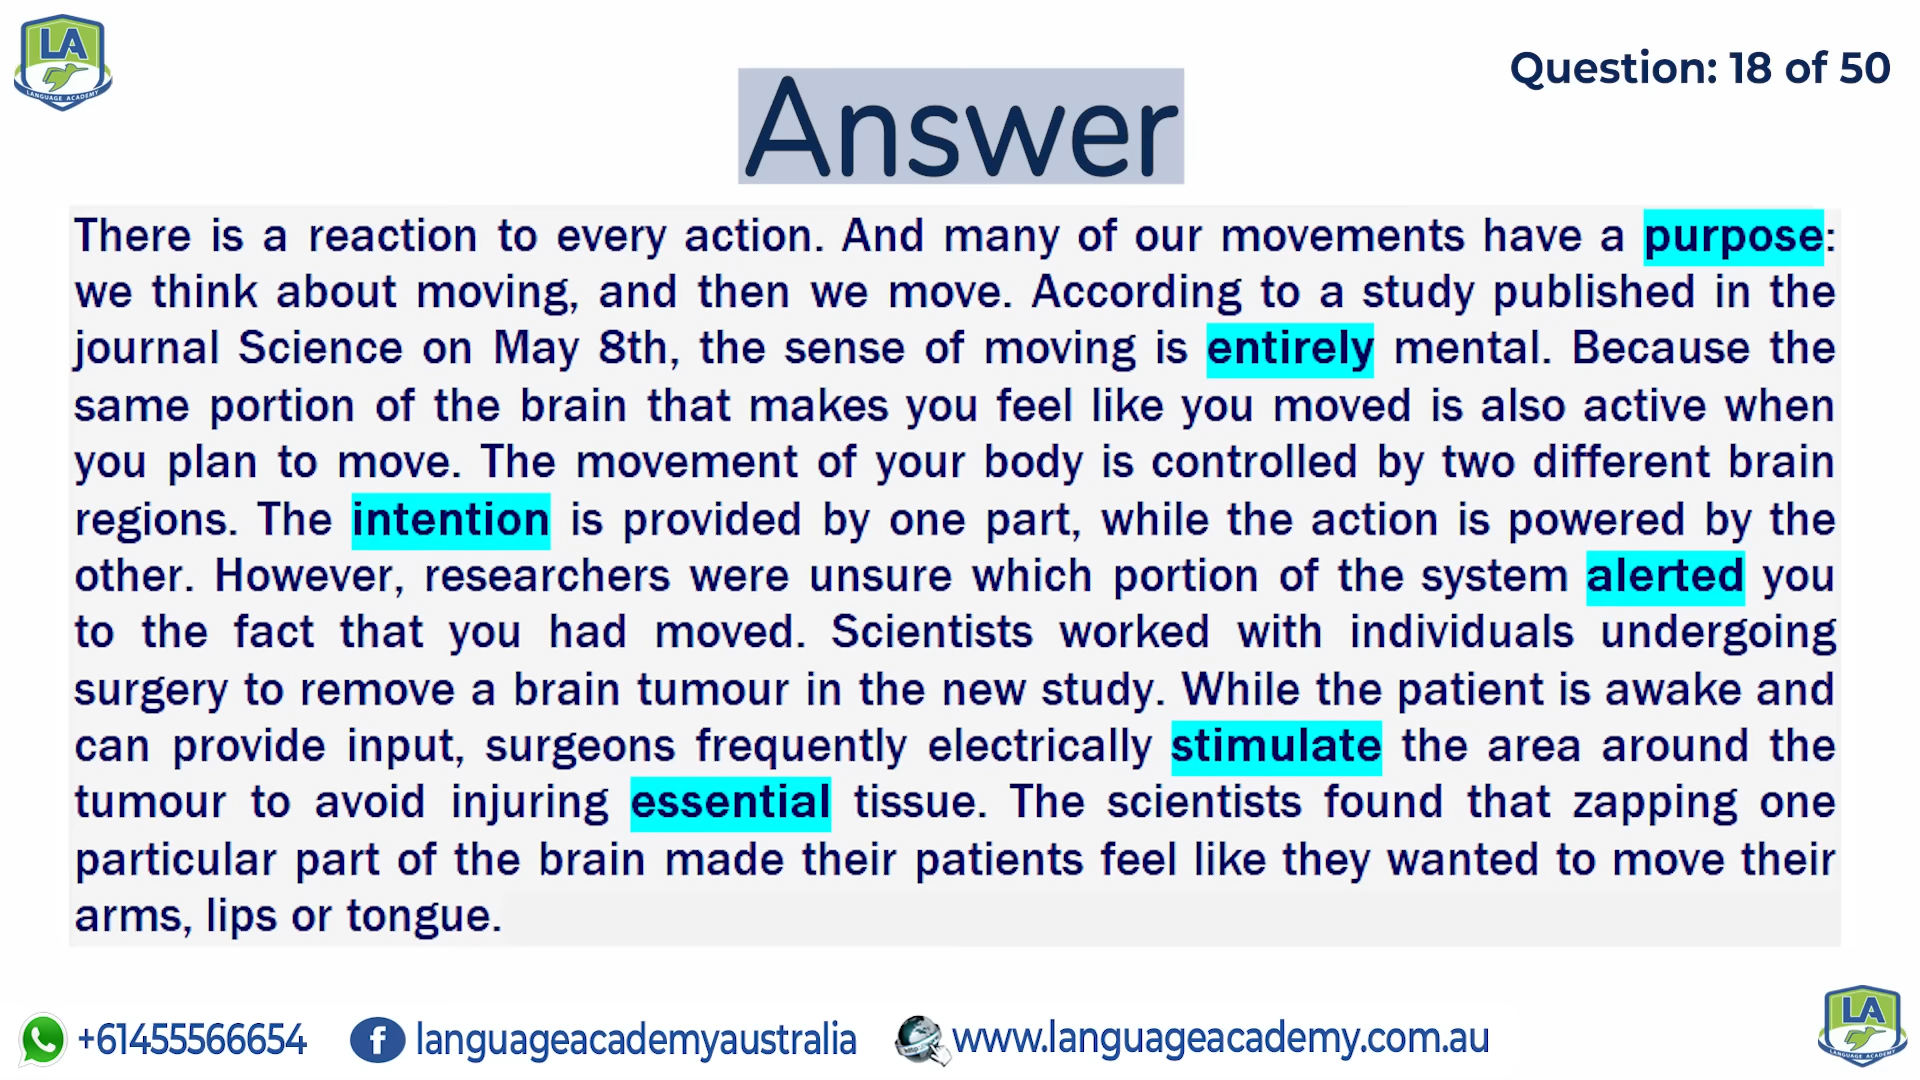 LA
LANGUAGE ACADEMY
Question: 18 of 50
Answer
There is a reaction to every action. And many of our movements have a purpose:
we think about moving, and then we move. According to a study published in the
journal Science on May 8th, the sense of moving is entirely mental. Because the
same portion of the brain that makes you feel like you moved is also active when
you plan to move. The movement of your body is controlled by two different brain
regions. The intention is provided by one part, while the action is powered by the
other. However, researchers were unsure which portion of the system alerted you
to the fact that you had moved. Scientists worked with individuals undergoing
surgery to remove a brain tumour in the new study. While the patient is awake and
can provide input, surgeons frequently electrically stimulate the area around the
tumour to avoid injuring essential tissue. The scientists found that zapping one
particular part of the brain made their patients feel like they wanted to move their
arms, lips or tongue.
+61455566654
f
languageacademyaustralia
www.languageacademy.com.au
LA
LANGUAGE ACADEMY